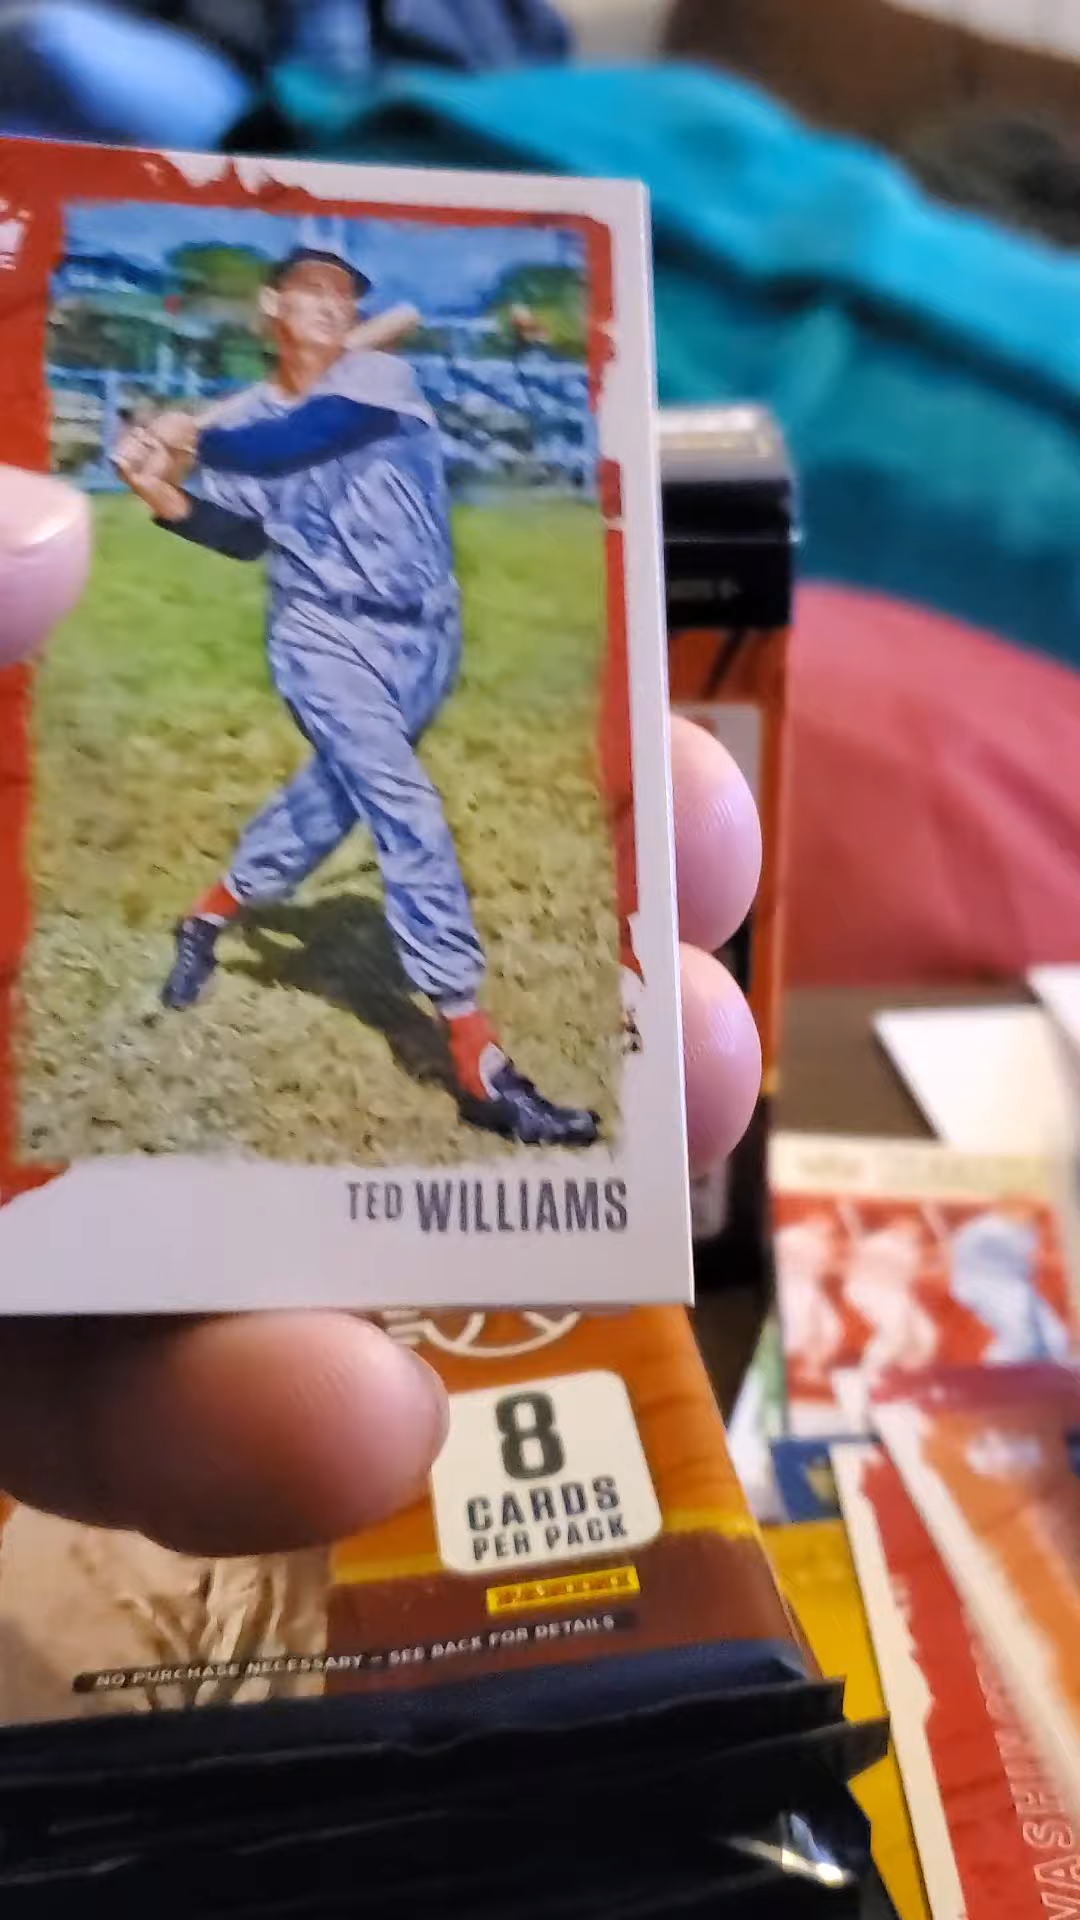 TED WILLIAMS
8
CARDS
PER PACK
PANINI
NO PURCHASE NECESSARY – SEE BACK FOR DETAILS